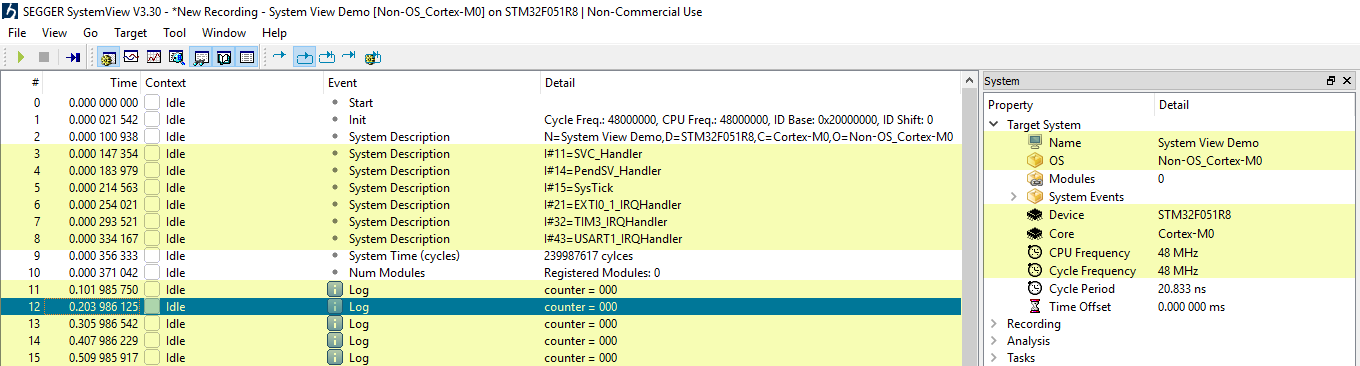 SEGGER SystemView V3.30 - *New Recording - System View Demo [Non-OS_Cortex-M0] on STM32F051R8 | Non-Commercial Use
File View Go Target Tool Window Help
# Time Context Event Detail
0 0.000 000 000 Idle Start
1 0.000 021 542 Idle Init Cycle Freq.: 48000000, CPU Freq.: 48000000, ID Base: 0x20000000, ID Shift: 0
2 0.000 100 938 Idle System Description N=System View Demo,D=STM32F051R8,C=Cortex-M0,O=Non-OS_Cortex-M0
3 0.000 147 354 Idle System Description I#11=SVC_Handler
4 0.000 183 979 Idle System Description I#14=PendSV_Handler
5 0.000 214 563 Idle System Description I#15=SysTick
6 0.000 254 021 Idle System Description I#21=EXTI0_1_IRQHandler
7 0.000 293 521 Idle System Description I#32=TIM3_IRQHandler
8 0.000 334 167 Idle System Description I#43=USART1_IRQHandler
9 0.000 356 333 Idle System Time (cycles) 239987617 cylces
10 0.000 371 042 Idle Num Modules Registered Modules: 0
11 0.101 985 750 Idle Log counter = 000
12 0.203 986 125 Idle Log counter = 000
13 0.305 986 542 Idle Log counter = 000
14 0.407 986 229 Idle Log counter = 000
15 0.509 985 917 Idle Log counter = 000
System
Property Detail
Target System
Name System View Demo
OS Non-OS_Cortex-M0
Modules 0
System Events
Device STM32F051R8
Core Cortex-M0
CPU Frequency 48 MHz
Cycle Frequency 48 MHz
Cycle Period 20.833 ns
Time Offset 0.000 000 ms
Recording
Analysis
Tasks